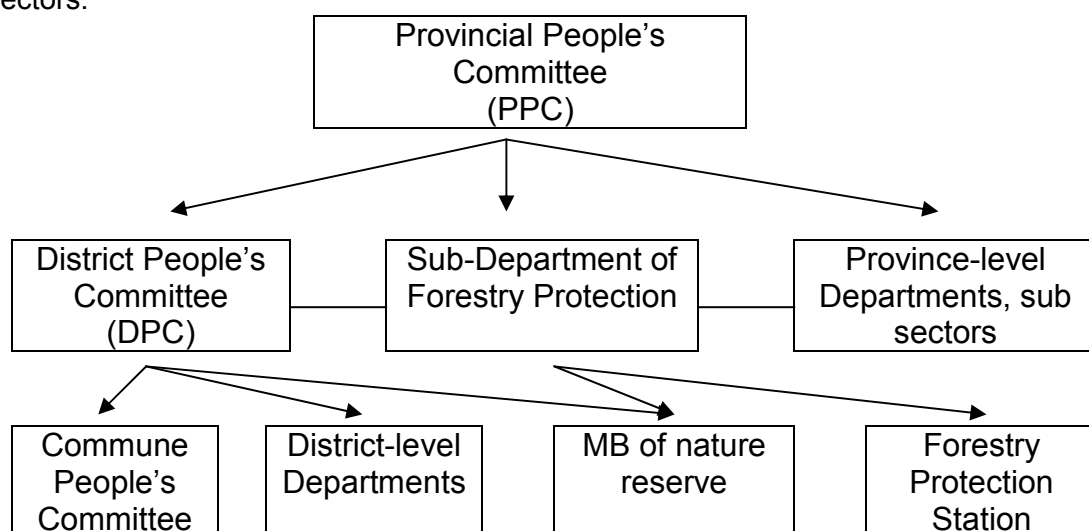 ectors.
Provincial People's
Committee
(PPC)
District People's
Committee
(DPC)
Sub-Department of
Forestry Protection
Province-level
Departments, sub
sectors
Commune
People's
Committee
District-level
Departments
MB of nature
reserve
Forestry
Protection
Station